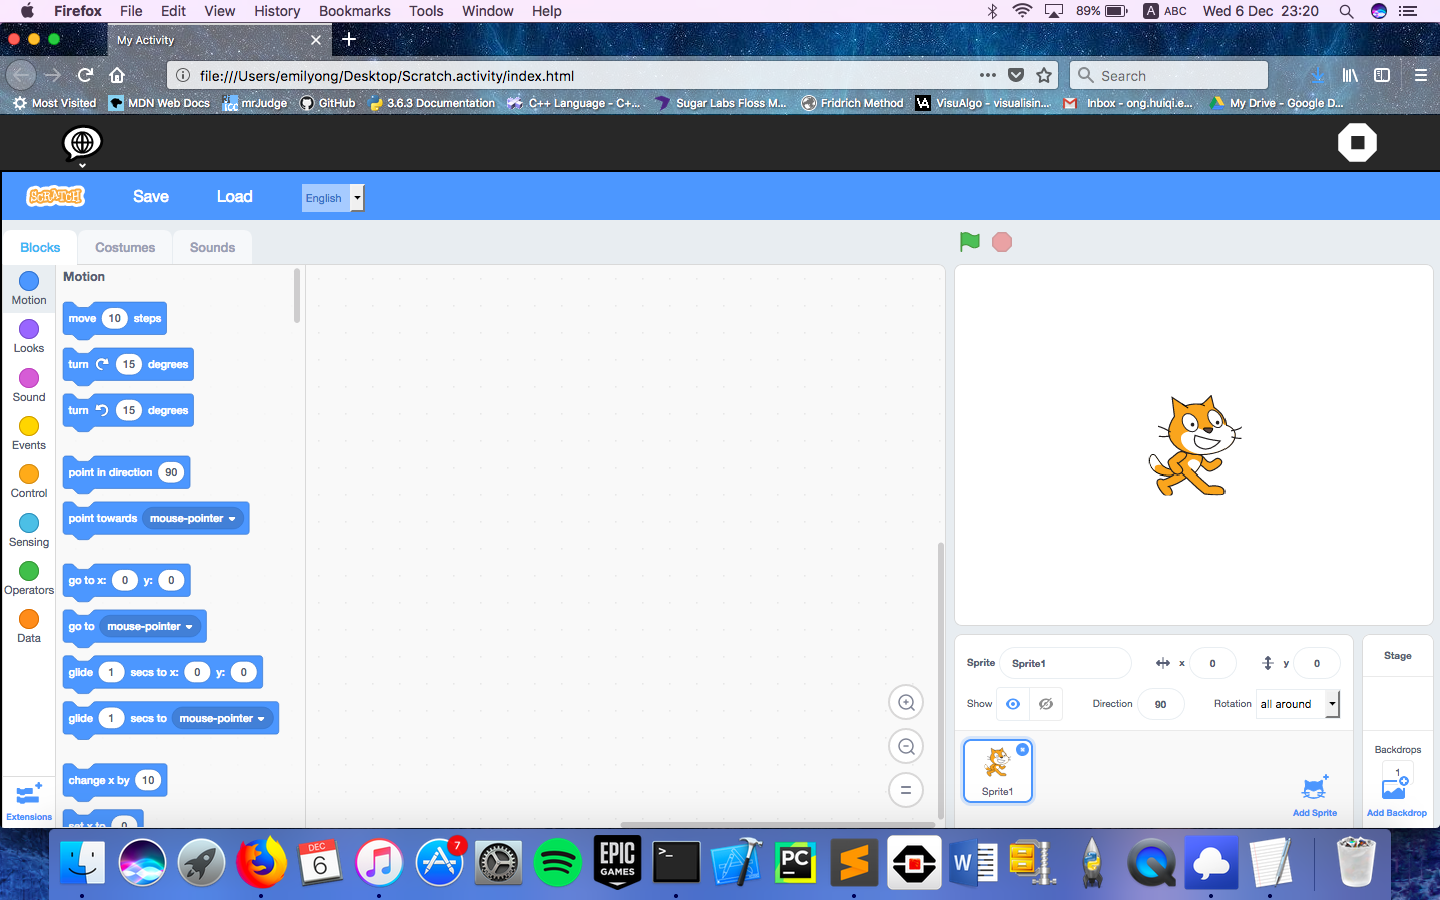 Firefox File Edit View History Bookmarks Tools Window Help 89% A ABC Wed 6 Dec 23:20
My Activity
file:///Users/emilyong/Desktop/Scratch.activity/index.html
Search
Most Visited MDN Web Docs mrJudge GitHub 3.6.3 Documentation C++ Language - C+... Sugar Labs Floss M... Fridrich Method VisuAlgo - visualisin... Inbox - ong.huiqi.e... My Drive - Google D...
SCRATCH Save Load English
Blocks Costumes Sounds
Motion
Looks
Sound
Events
Control
Sensing
Operators
Data
Extensions
Motion
move 10 steps
turn 15 degrees
turn 15 degrees
point in direction 90
point towards mouse-pointer
go to x: 0 y: 0
go to mouse-pointer
glide 1 secs to x: 0 y: 0
glide 1 secs to mouse-pointer
change x by 10
set x to 0
Sprite Sprite1 x 0 y 0
Show Direction 90 Rotation all around
Sprite1
Add Sprite
Stage
Backdrops
1
Add Backdrop
DEC
6
7
EPIC
GAMES
>_
PC
W